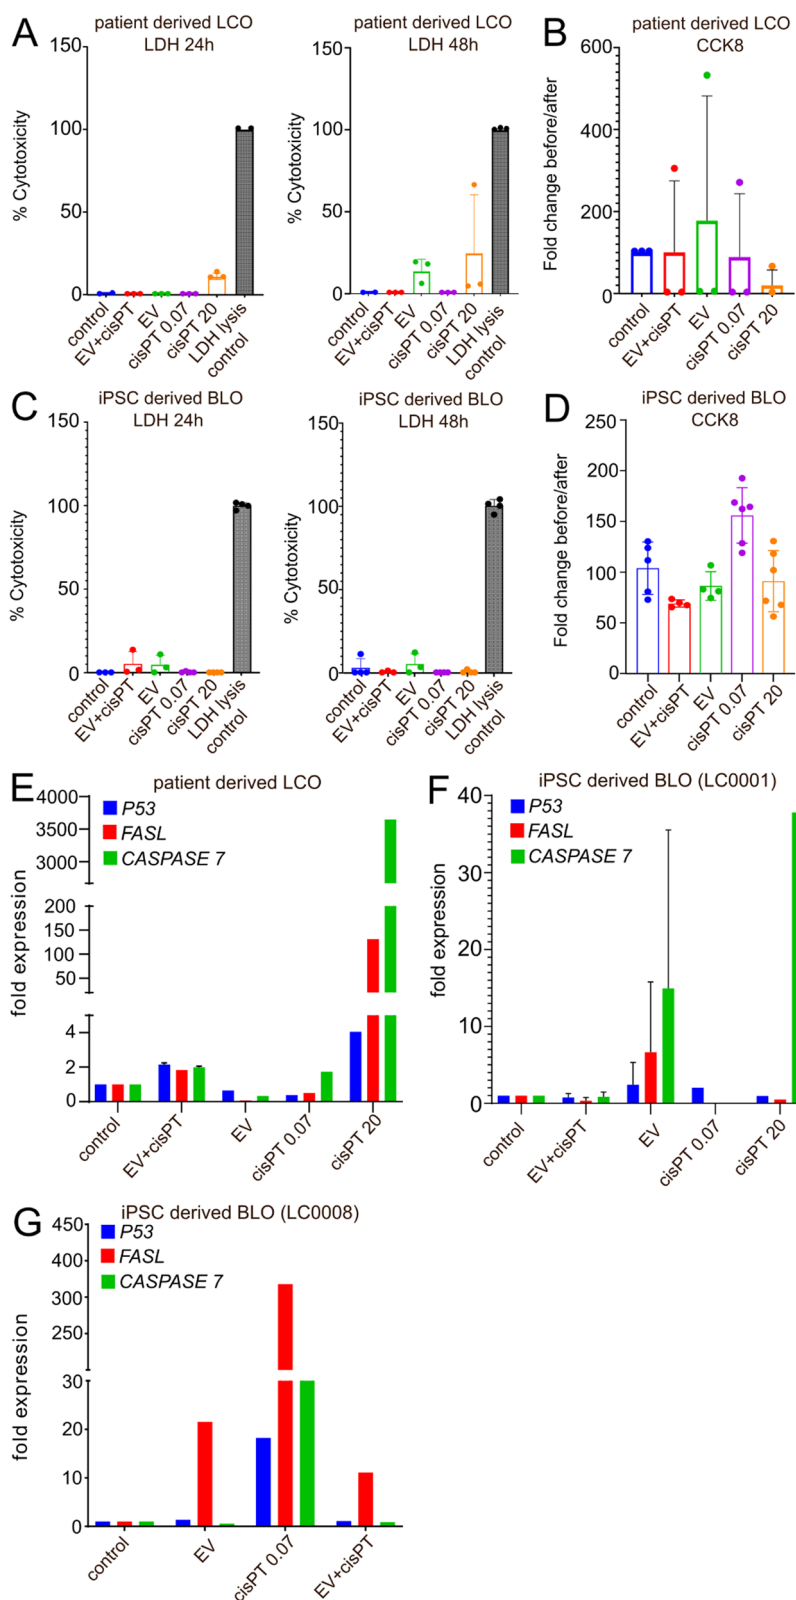 A
patient derived LCO
LDH 24h
% Cytotoxicity
150
100
50
0
control
EV+cisPT
EV
cisPT 0.07
cisPT 20
LDH lysis
control
patient derived LCO
LDH 48h
% Cytotoxicity
150
100
50
0
control
EV+cisPT
EV
cisPT 0.07
cisPT 20
LDH lysis
control
B
patient derived LCO
CCK8
Fold change before/after
600
400
200
0
control
EV+cisPT
EV
cisPT 0.07
cisPT 20
C
iPSC derived BLO
LDH 24h
% Cytotoxicity
150
100
50
0
control
EV+cisPT
EV
cisPT 0.07
cisPT 20
LDH lysis
control
iPSC derived BLO
LDH 48h
% Cytotoxicity
150
100
50
0
control
EV+cisPT
EV
cisPT 0.07
cisPT 20
LDH lysis
control
D
iPSC derived BLO
CCK8
Fold change before/after
250
200
150
100
50
0
control
EV+cisPT
EV
cisPT 0.07
cisPT 20
E
patient derived LCO
P53
FASL
CASPASE 7
fold expression
4000
3500
3000
200
150
100
50
4
2
0
control
EV+cisPT
EV
cisPT 0.07
cisPT 20
F
iPSC derived BLO (LC0001)
P53
FASL
CASPASE 7
fold expression
40
30
20
10
0
control
EV+cisPT
EV
cisPT 0.07
cisPT 20
G
iPSC derived BLO (LC0008)
P53
FASL
CASPASE 7
fold expression
450
400
350
300
250
30
20
10
0
control
EV
cisPT 0.07
EV+cisPT